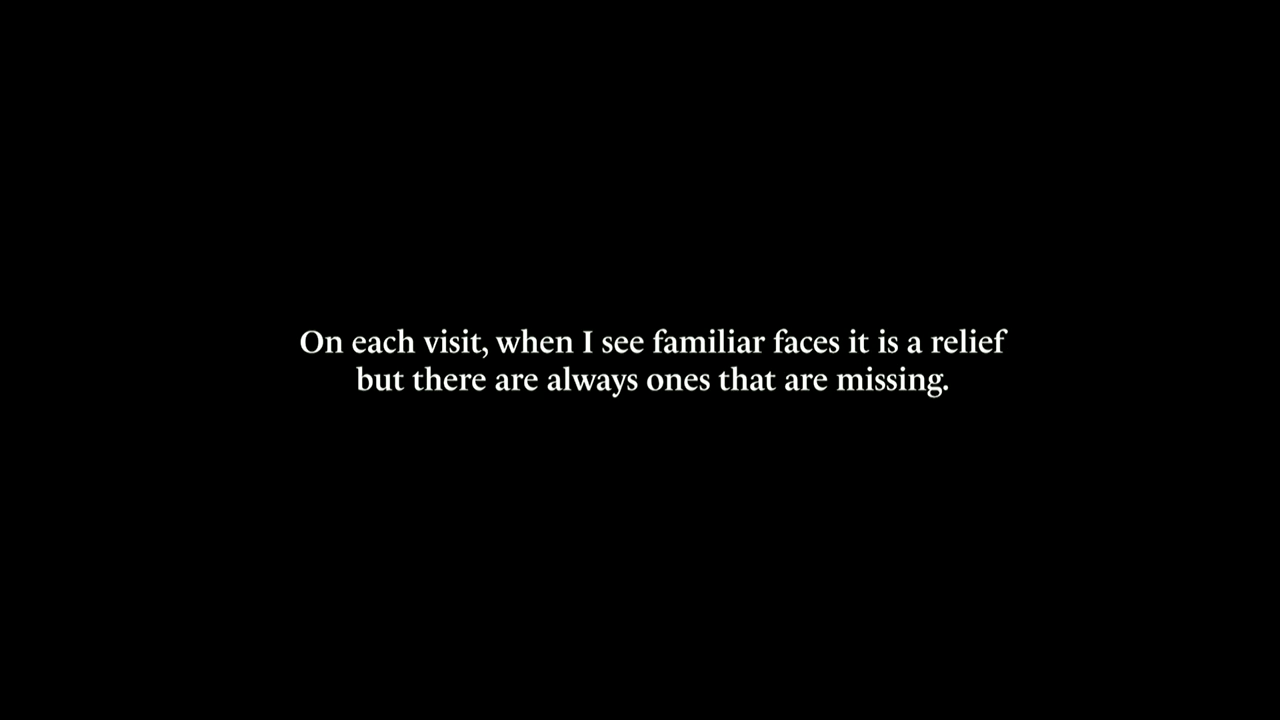 On each visit, when I see familiar faces it is a relief
but there are always ones that are missing.